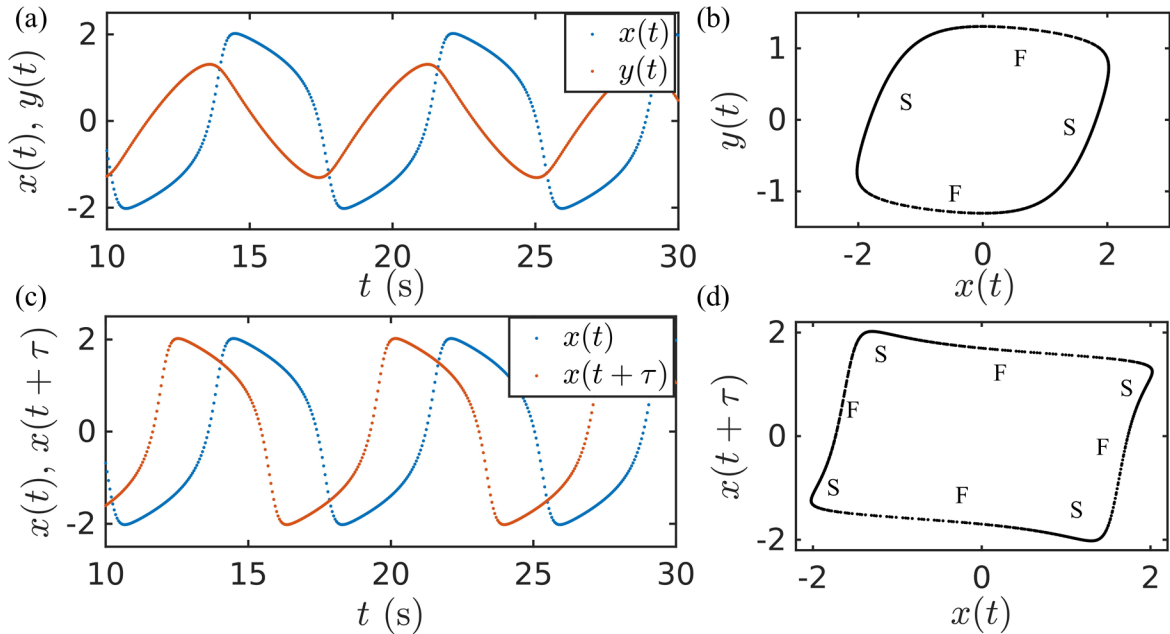 (a)
x(t), y(t)
2
0
-2
10
15
20
25
30
t (s)
x(t)
y(t)
(b)
y(t)
1
0
-1
-2
0
2
x(t)
F
S
S
F
(c)
x(t), x(t + τ)
2
0
-2
10
15
20
25
30
t (s)
x(t)
x(t + τ)
(d)
x(t + τ)
2
0
-2
-2
0
2
x(t)
S
F
S
F
F
S
F
S